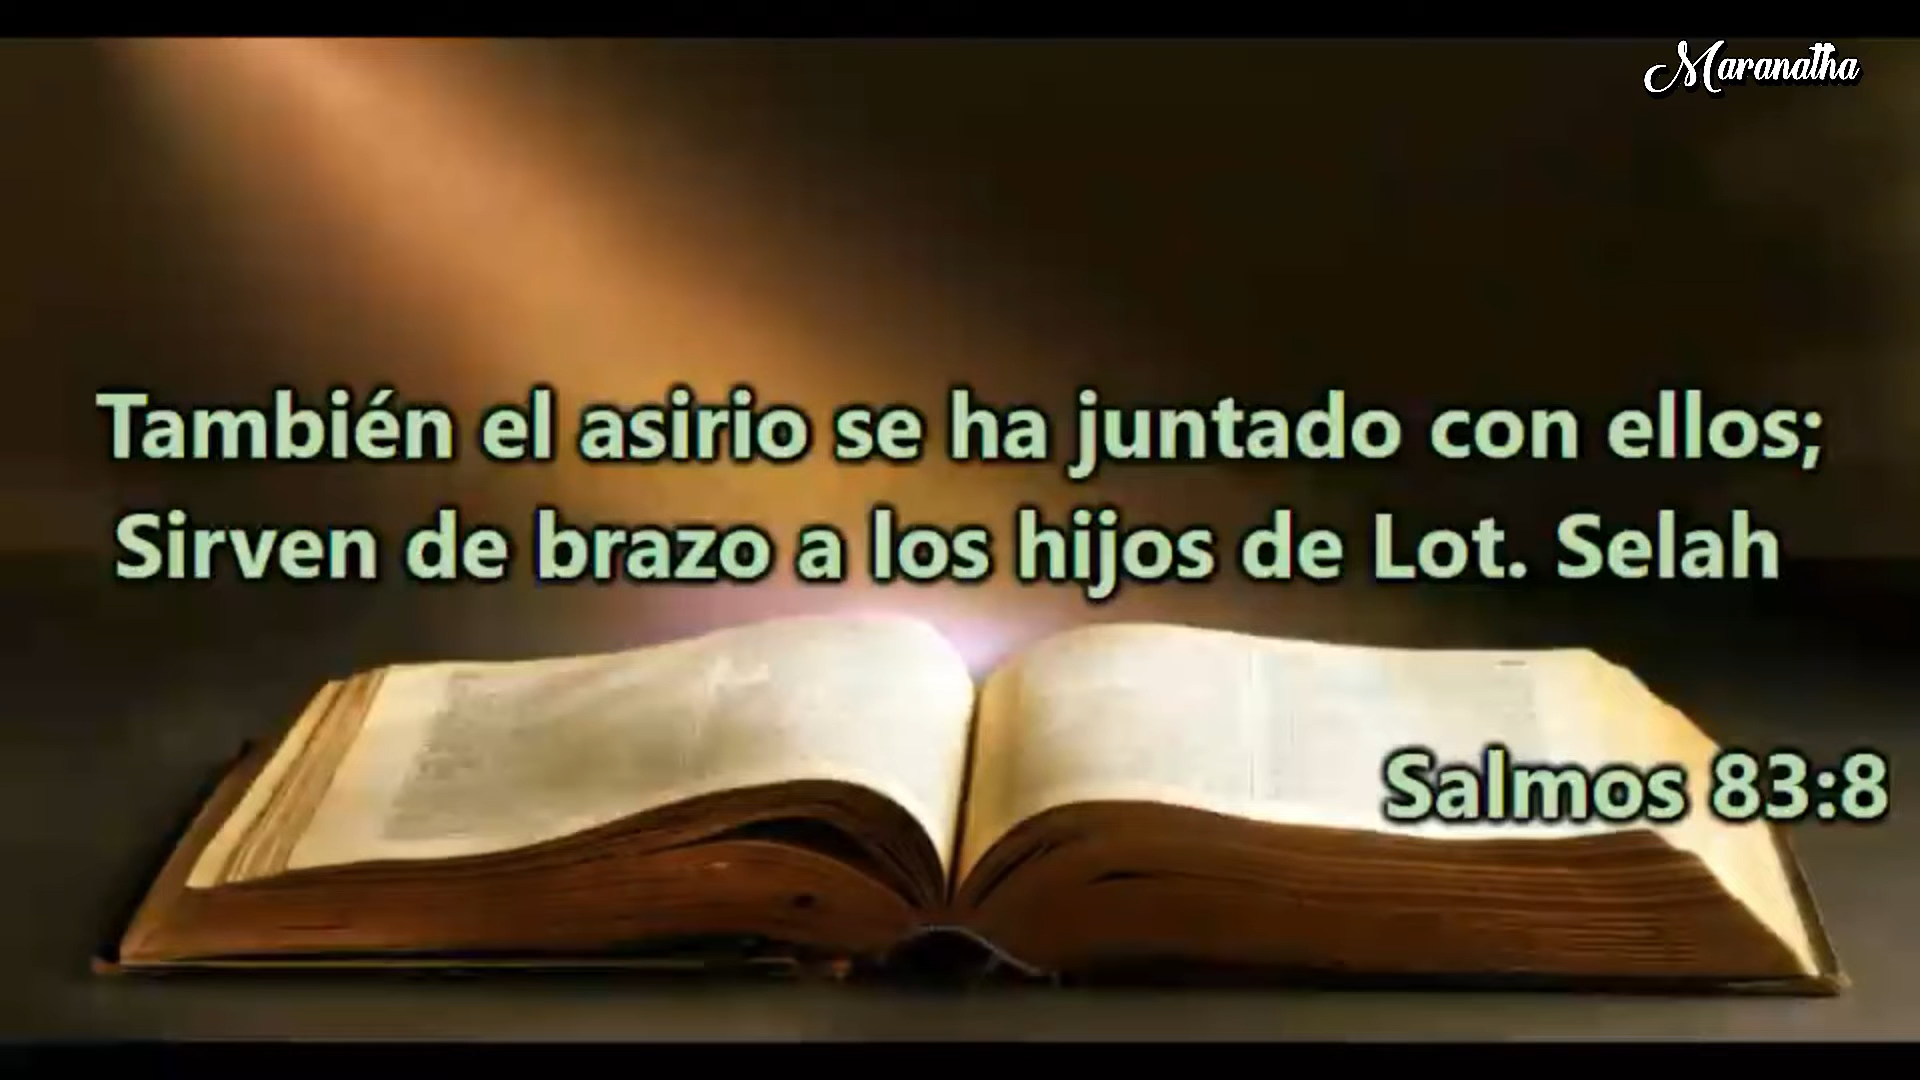 Maranatha
También el asirio se ha juntado con ellos;
Sirven de brazo a los hijos de Lot. Selah
Salmos 83:8